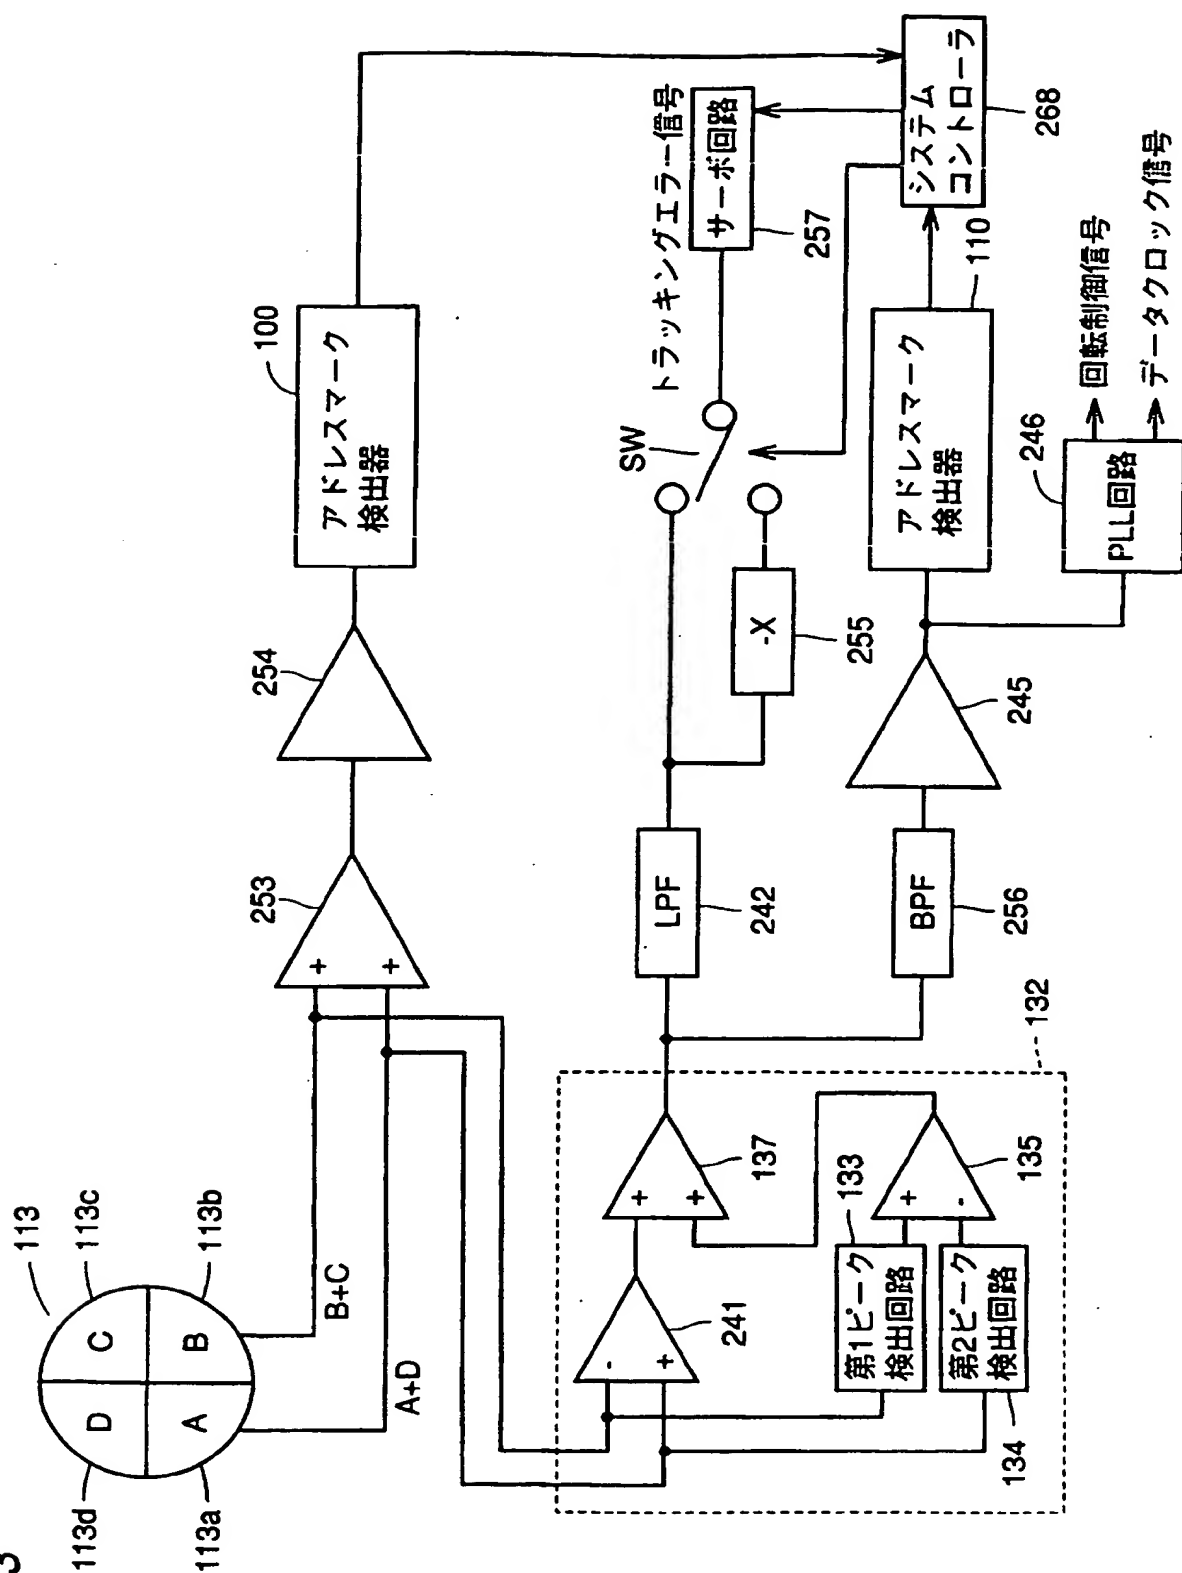 3
113
113c
113b
113d
113a
C
B
D
A
B+C
A+D
253
+
+
254
100
アドレスマーク
検出器
132
241
-
+
137
+
+
第1ピーク
検出回路
133
第2ピーク
検出回路
134
+
-
135
LPF
242
BPF
256
-X
255
245
SW
トラッキングエラー信号
サーボ回路
257
アドレスマーク
検出器
110
システム
コントローラ
268
PLL回路
246
回転制御信号
データクロック信号